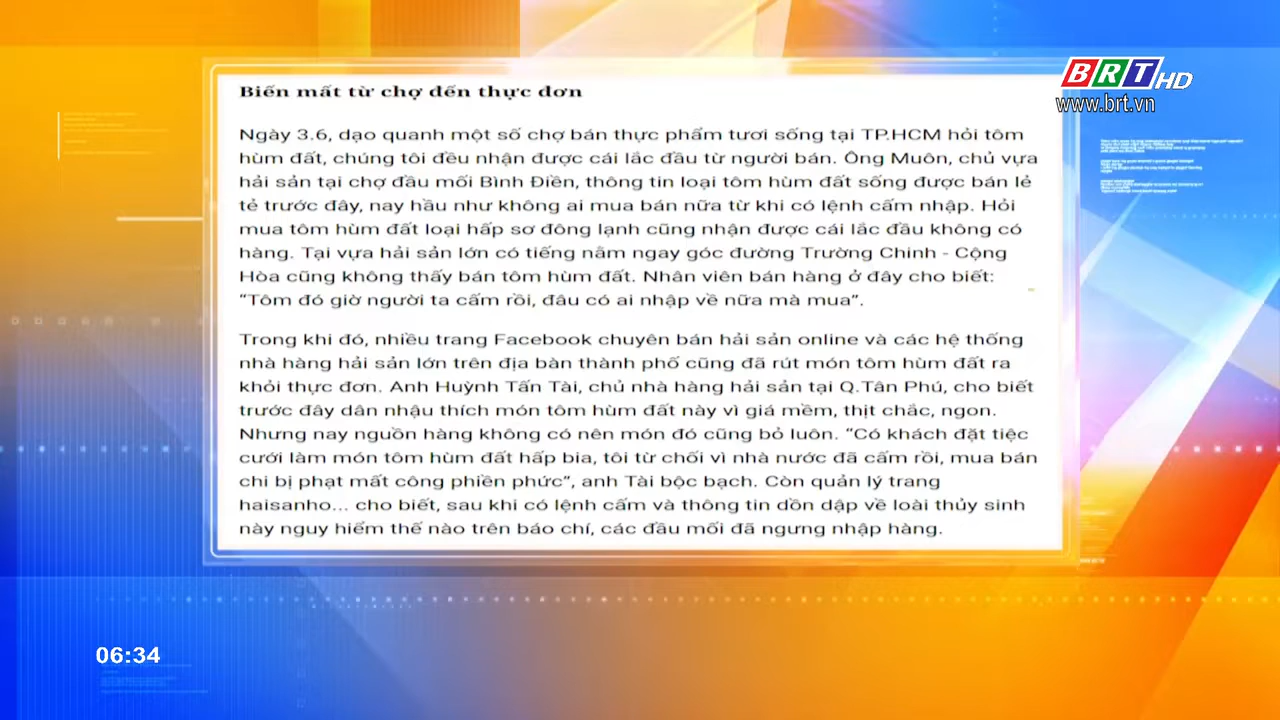 BRT HD
www.brt.vn
Biến mất từ chợ đến thực đơn
Ngày 3.6, dạo quanh một số chợ bán thực phẩm tươi sống tại TP.HCM hỏi tôm
hùm đất, chúng tôi đều nhận được cái lắc đầu từ người bán. Ông Muôn, chủ vựa
hải sản tại chợ đầu mối Bình Điền, thông tin loại tôm hùm đất sống được bán lẻ
tẻ trước đây, nay hầu như không ai mua bán nữa từ khi có lệnh cấm nhập. Hỏi
mua tôm hùm đất loại hấp sơ đông lạnh cũng nhận được cái lắc đầu không có
hàng. Tại vựa hải sản lớn có tiếng nằm ngay góc đường Trường Chinh - Cộng
Hòa cũng không thấy bán tôm hùm đất. Nhân viên bán hàng ở đây cho biết:
“Tôm đó giờ người ta cấm rồi, đâu có ai nhập về nữa mà mua”.
Trong khi đó, nhiều trang Facebook chuyên bán hải sản online và các hệ thống
nhà hàng hải sản lớn trên địa bàn thành phố cũng đã rút món tôm hùm đất ra
khỏi thực đơn. Anh Huỳnh Tấn Tài, chủ nhà hàng hải sản tại Q.Tân Phú, cho biết
trước đây dân nhậu thích món tôm hùm đất này vì giá mềm, thịt chắc, ngon.
Nhưng nay nguồn hàng không có nên món đó cũng bỏ luôn. “Có khách đặt tiệc
cưới làm món tôm hùm đất hấp bia, tôi từ chối vì nhà nước đã cấm rồi, mua bán
chi bị phạt mất công phiền phức”, anh Tài bộc bạch. Còn quản lý trang
haisanho... cho biết, sau khi có lệnh cấm và thông tin dồn dập về loài thủy sinh
này nguy hiểm thế nào trên báo chí, các đầu mối đã ngưng nhập hàng.
06:34